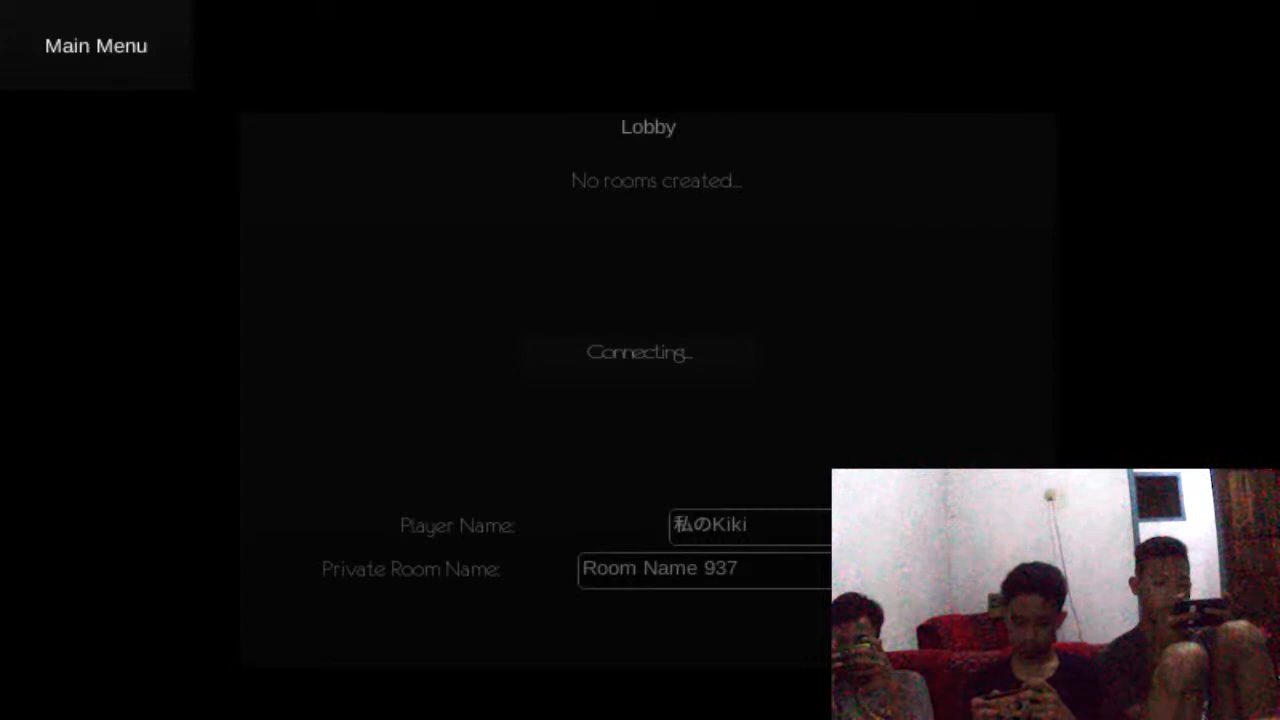 Main Menu
Lobby
No rooms created...
Connecting...
Player Name:
私のKiki
Private Room Name:
Room Name 937